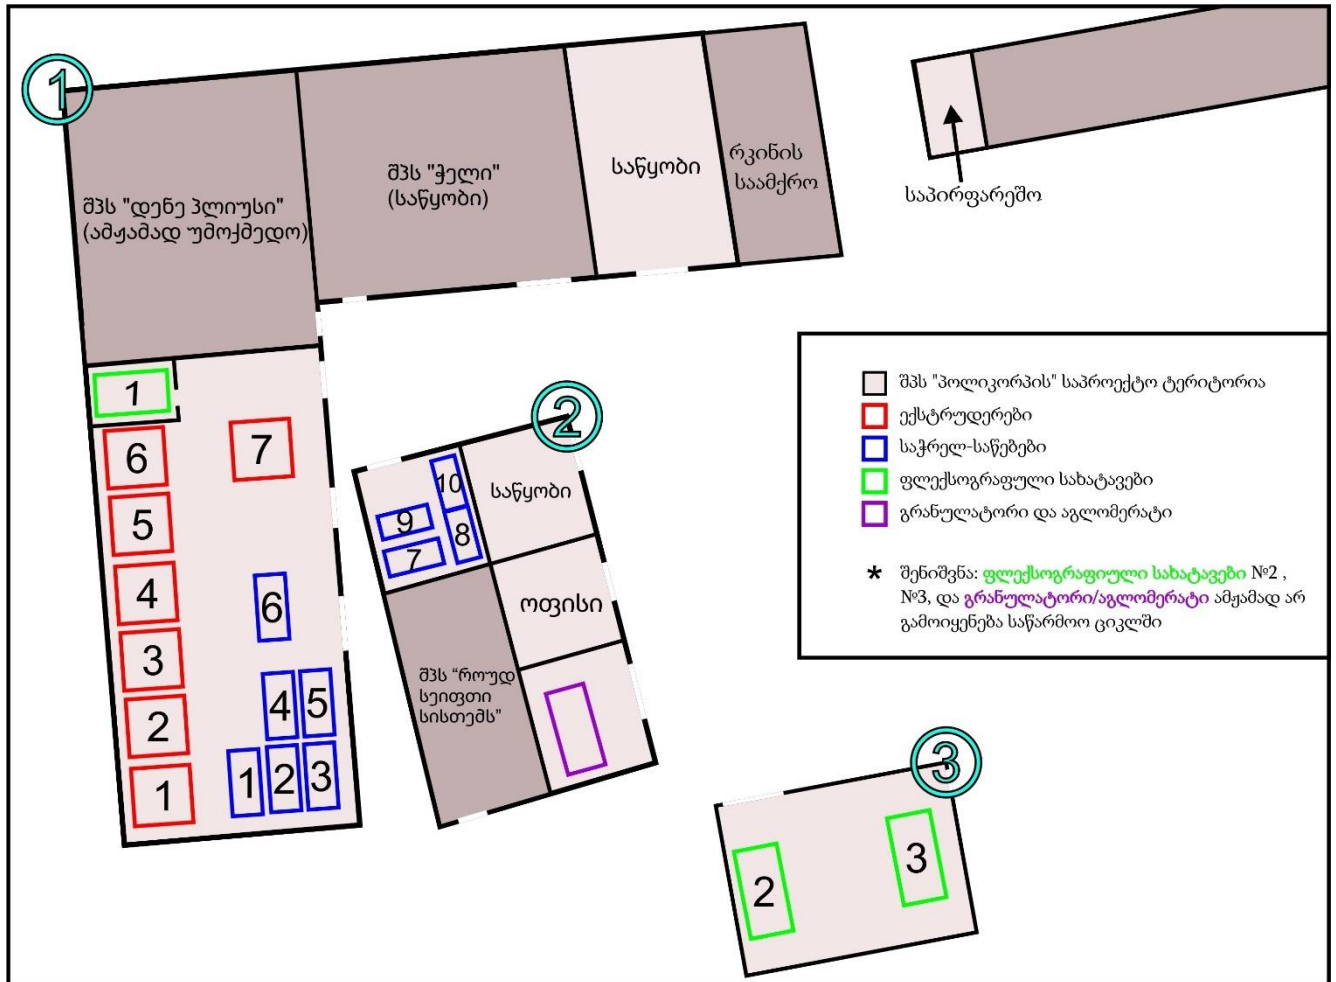 1
შპს "დენე პლიუსი"
(ამჟამად უმოქმედო)
შპს "ჭელი"
(საწყობი)
საწყობი
რკინის
საამქრო
საპირფარეშო
1
6
7
5
4
6
3
4
5
2
1
1
2
3
2
10
საწყობი
9
8
7
ოფისი
შპს “როუდ
სეიფთი
სისთემს”
შპს "პოლიკორპის" საპროექტო ტერიტორია
ექსტრუდერები
საჭრელ-საწებები
ფლექსოგრაფული სახატავები
გრანულატორი და აგლომერატი
* შენიშვნა: ფლექსოგრაფიული სახატავები №2 ,
№3, და გრანულატორი/აგლომერატი ამჟამად არ
გამოიყენება საწარმოო ციკლში
3
2
3